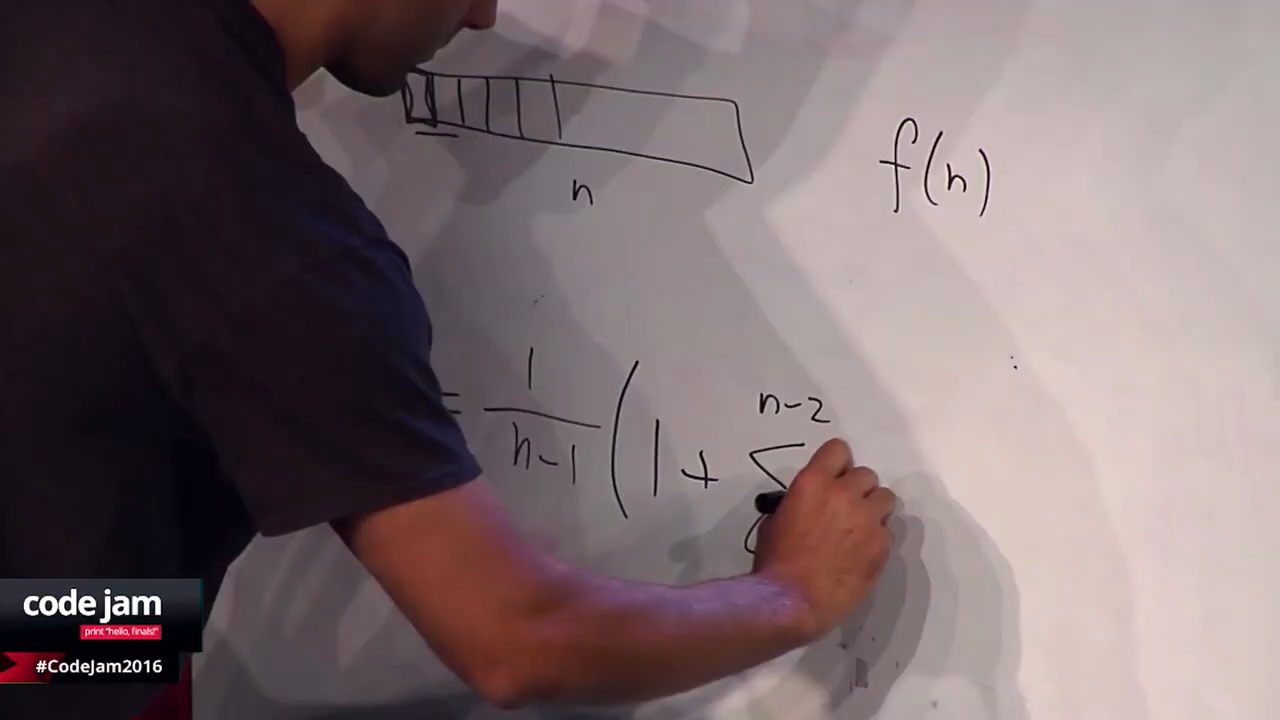 n
f(n)
= 1/(n-1) ( 1 + n-2 Σ
code jam
print "hello, finals!"
#CodeJam2016